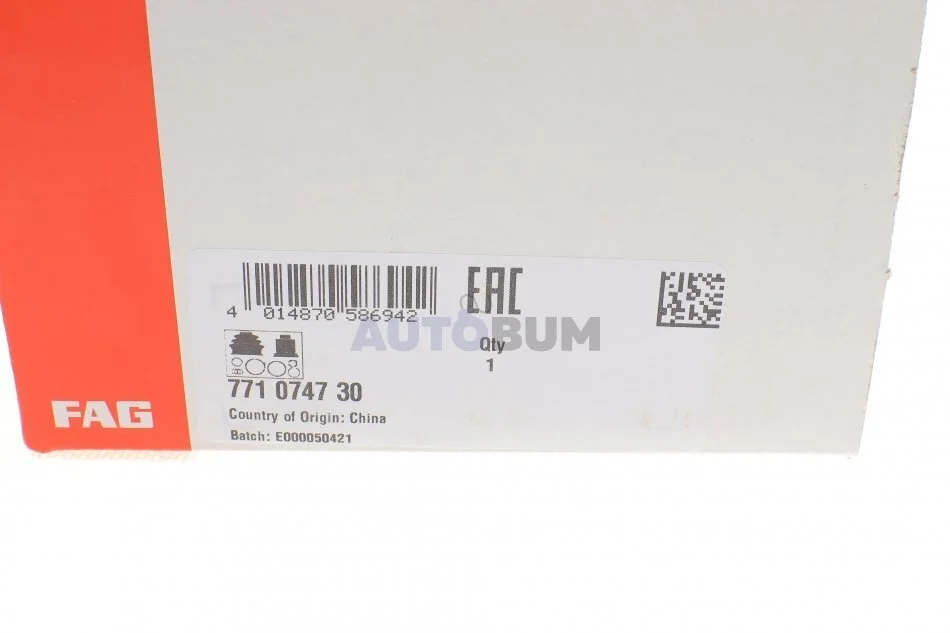 4 014870 586942
EAC
AUTOBUM
Qty
1
771 0747 30
Country of Origin: China
Batch: E000050421
FAG